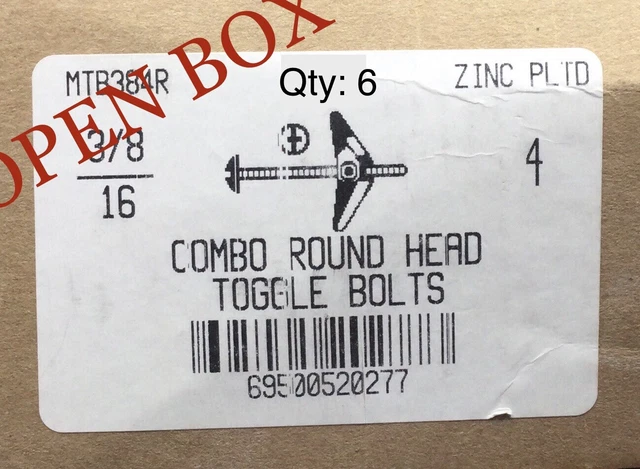 OPEN BOX
MTB384R
Qty: 6
ZINC PLTD
3/8
16
4
COMBO ROUND HEAD
TOGGLE BOLTS
69500520277